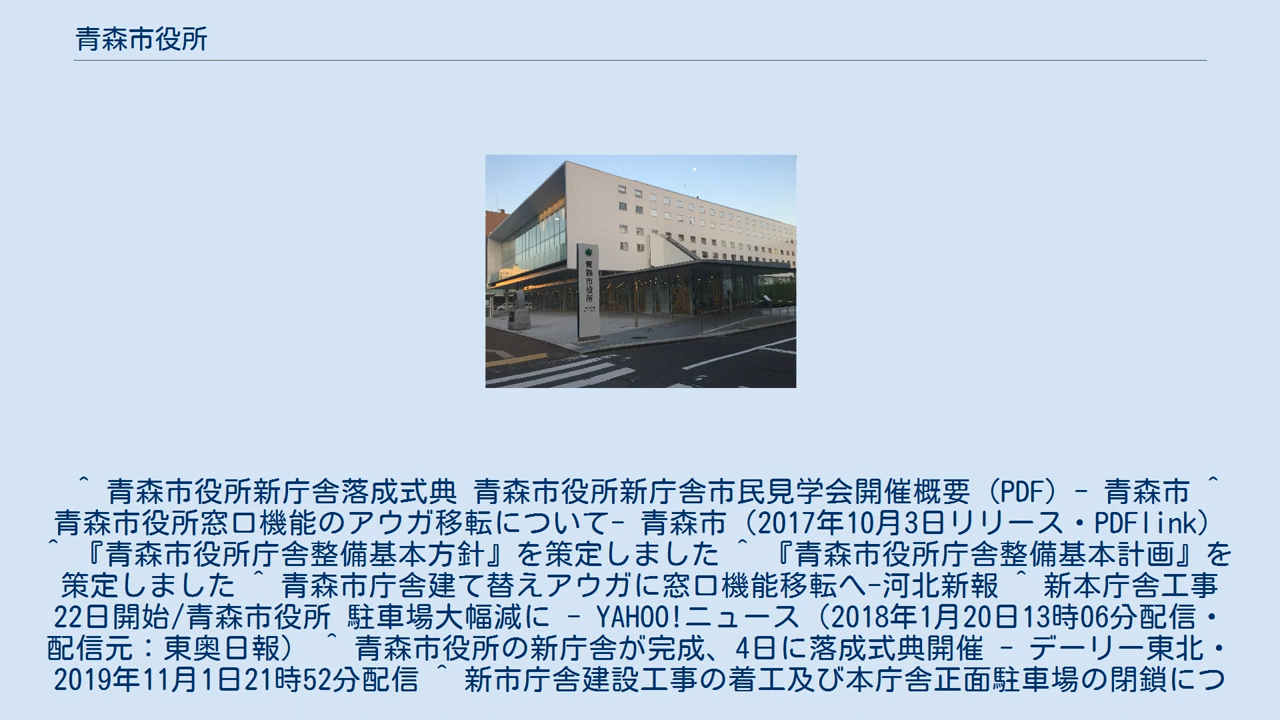 青森市役所
青森市役所
^ 青森市役所新庁舎落成式典 青森市役所新庁舎市民見学会開催概要（PDF）- 青森市 ^
青森市役所窓口機能のアウガ移転について- 青森市（2017年10月3日リリース・PDFlink）
^ 『青森市役所庁舎整備基本方針』を策定しました ^ 『青森市役所庁舎整備基本計画』を
策定しました ^ 青森市庁舎建て替えアウガに窓口機能移転へ-河北新報 ^ 新本庁舎工事
22日開始/青森市役所 駐車場大幅減に - YAHOO!ニュース（2018年1月20日13時06分配信・
配信元：東奥日報） ^ 青森市役所の新庁舎が完成、4日に落成式典開催 - デーリー東北・
2019年11月1日21時52分配信 ^ 新市庁舎建設工事の着工及び本庁舎正面駐車場の閉鎖につ